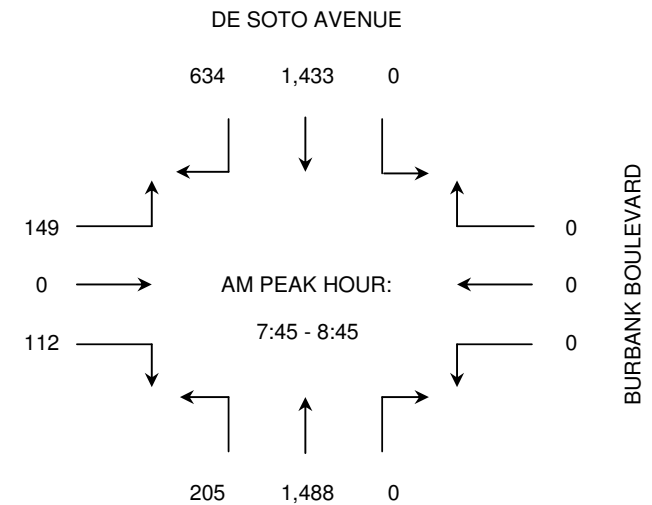 DE SOTO AVENUE
634 1,433 0
149 0
0 AM PEAK HOUR: 0
7:45 - 8:45
112 0
BURBANK BOULEVARD
205 1,488 0